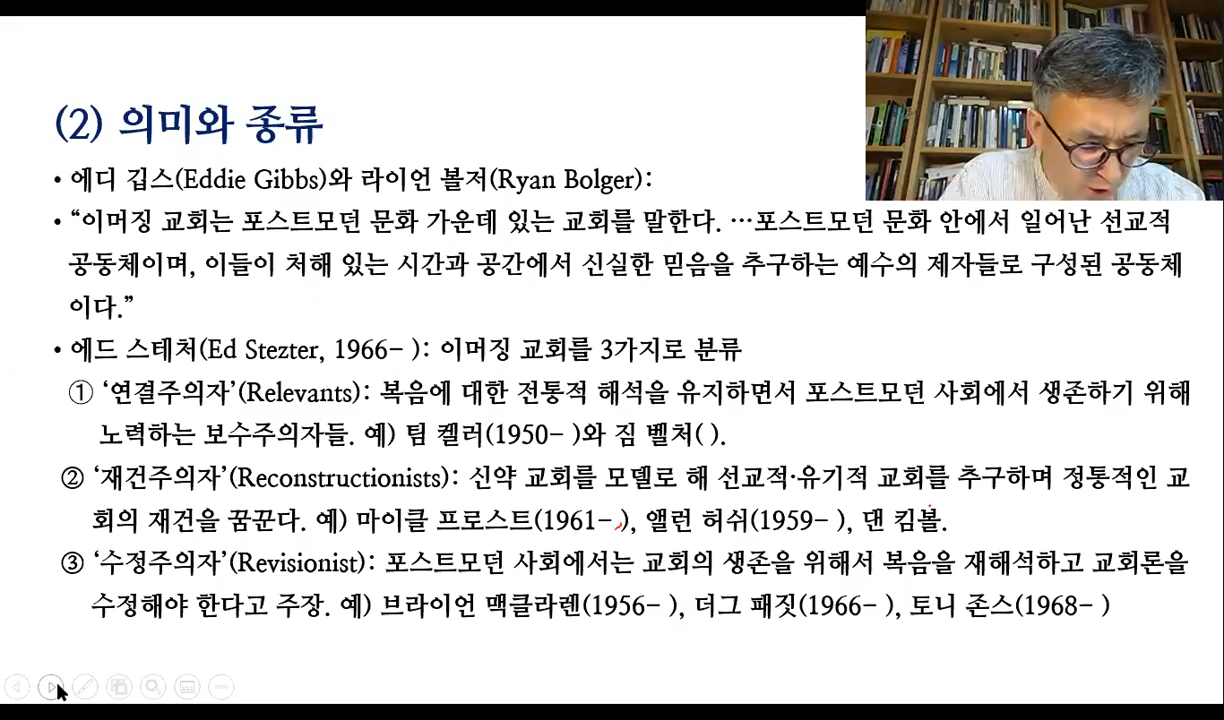 (2) 의미와 종류
• 에디 깁스(Eddie Gibbs)와 라이언 볼저(Ryan Bolger):
• “이머징 교회는 포스트모던 문화 가운데 있는 교회를 말한다. …포스트모던 문화 안에서 일어난 선교적
공동체이며, 이들이 처해 있는 시간과 공간에서 신실한 믿음을 추구하는 예수의 제자들로 구성된 공동체
이다.”
• 에드 스테처(Ed Stezter, 1966- ): 이머징 교회를 3가지로 분류
① ‘연결주의자’(Relevants): 복음에 대한 전통적 해석을 유지하면서 포스트모던 사회에서 생존하기 위해
노력하는 보수주의자들. 예) 팀 켈러(1950- )와 짐 벨처( ).
② ‘재건주의자’(Reconstructionists): 신약 교회를 모델로 해 선교적·유기적 교회를 추구하며 정통적인 교
회의 재건을 꿈꾼다. 예) 마이클 프로스트(1961- ), 앨런 허쉬(1959- ), 댄 킴볼.
③ ‘수정주의자’(Revisionist): 포스트모던 사회에서는 교회의 생존을 위해서 복음을 재해석하고 교회론을
수정해야 한다고 주장. 예) 브라이언 맥클라렌(1956- ), 더그 패짓(1966- ), 토니 존스(1968- )